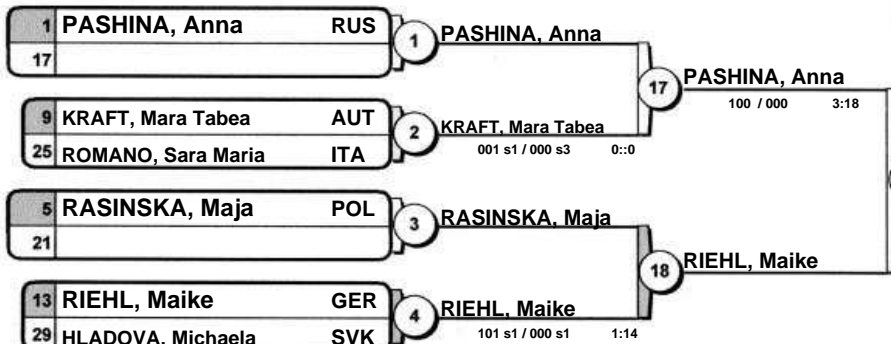 1 PASHINA, Anna RUS
17
1
PASHINA, Anna
9 KRAFT, Mara Tabea AUT
25 ROMANO, Sara Maria ITA
2
KRAFT, Mara Tabea
001 s1 / 000 s3 0::0
17
PASHINA, Anna
100 / 000 3:18
5 RASINSKA, Maja POL
21
3
RASINSKA, Maja
13 RIEHL, Maike GER
29 HLADOVA, Michaela SVK
4
RIEHL, Maike
101 s1 / 000 s1 1:14
18
RIEHL, Maike